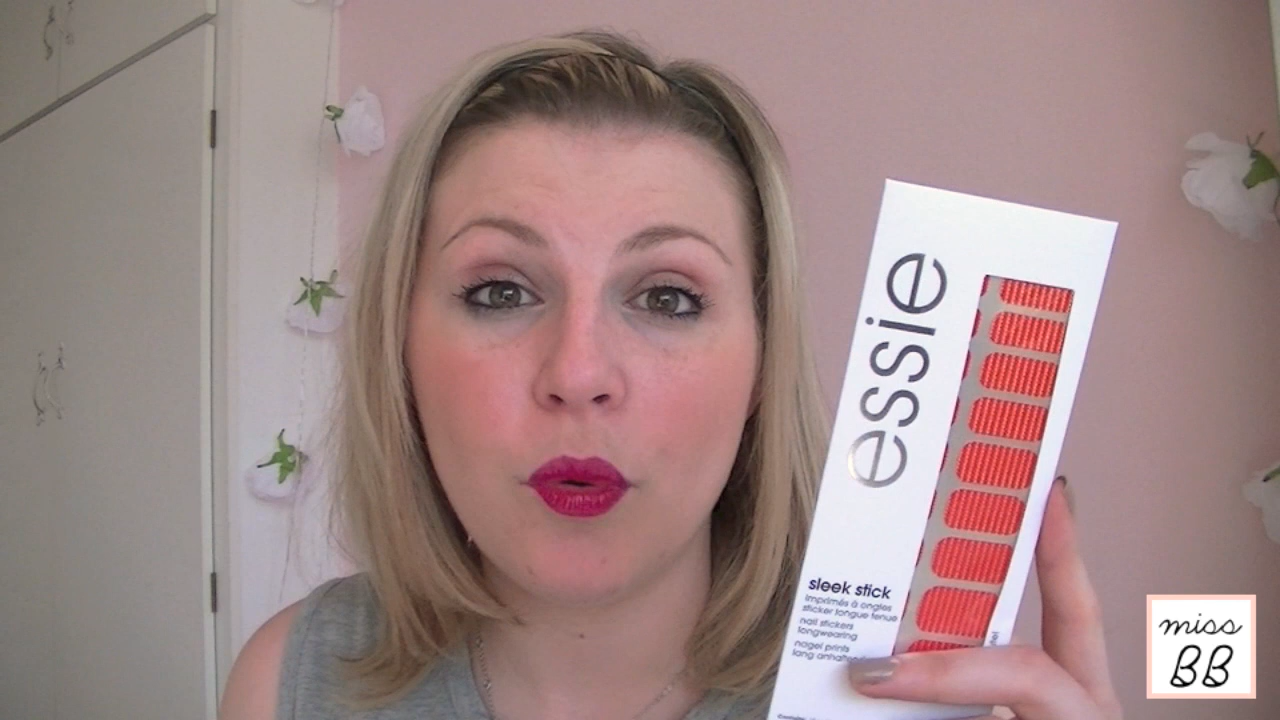 essie
sleek stick
imprimés à ongles
sticker longue tenue
nail stickers
longwearing
nagel prints
miss
BB